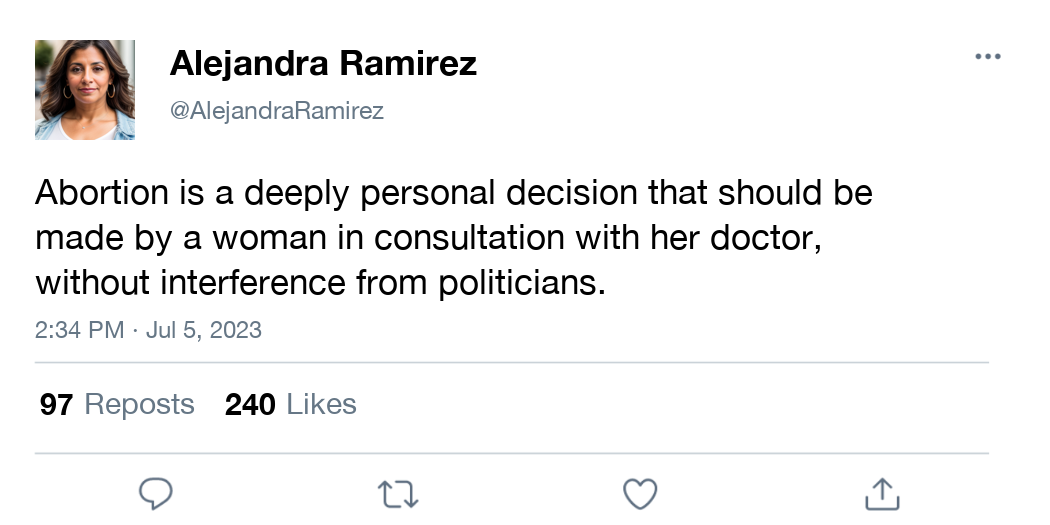 Alejandra Ramirez
@AlejandraRamirez
Abortion is a deeply personal decision that should be
made by a woman in consultation with her doctor,
without interference from politicians.
2:34 PM · Jul 5, 2023
97 Reposts 240 Likes